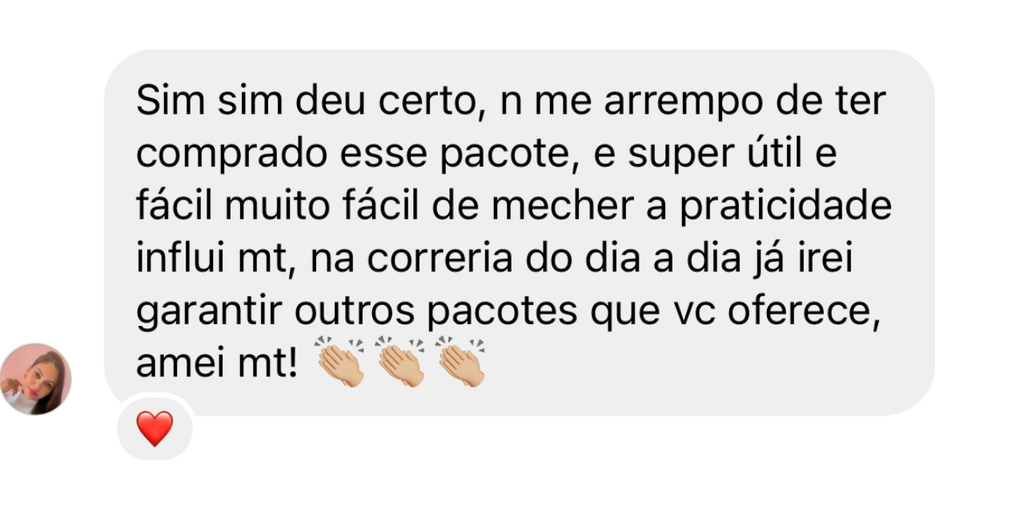 Sim sim deu certo, n me arrempo de ter
comprado esse pacote, e super útil e
fácil muito fácil de mecher a praticidade
influi mt, na correria do dia a dia já irei
garantir outros pacotes que vc oferece,
amei mt! 👏🏼👏🏼👏🏼